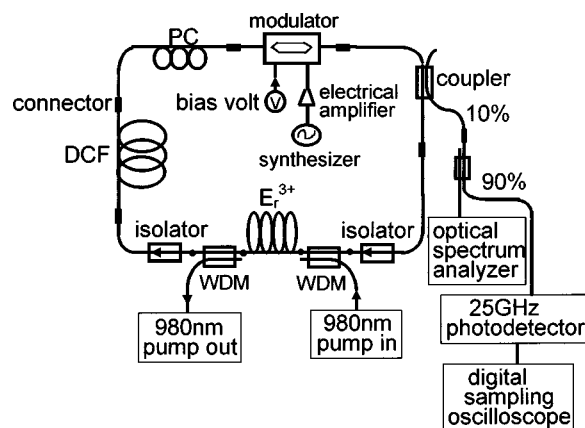 modulator
PC
coupler
connector
bias volt
V
electrical
amplifier
10%
DCF
synthesizer
Er3+
90%
isolator
isolator
optical
spectrum
analyzer
WDM
WDM
980nm
pump out
980nm
pump in
25GHz
photodetector
digital
sampling
oscilloscope